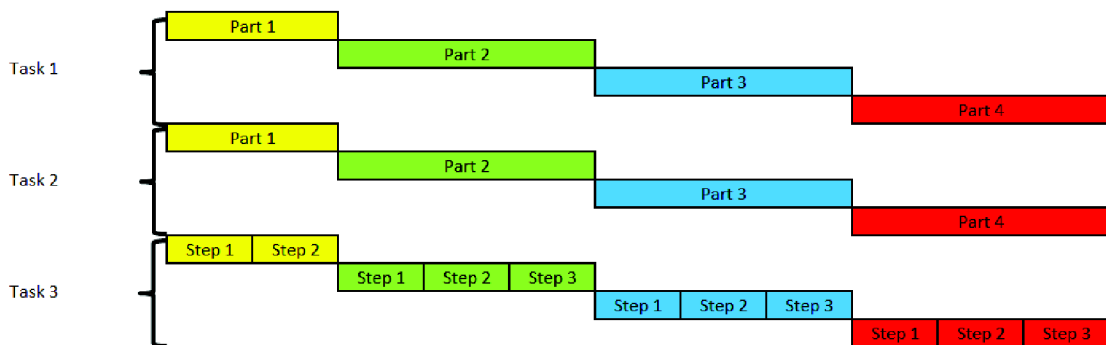 Part 1
Part 2
Task 1
Part 3
Part 4
Part 1
Part 2
Task 2
Part 3
Part 4
Step 1 Step 2
Step 1 Step 2 Step 3
Task 3
Step 1 Step 2 Step 3
Step 1 Step 2 Step 3